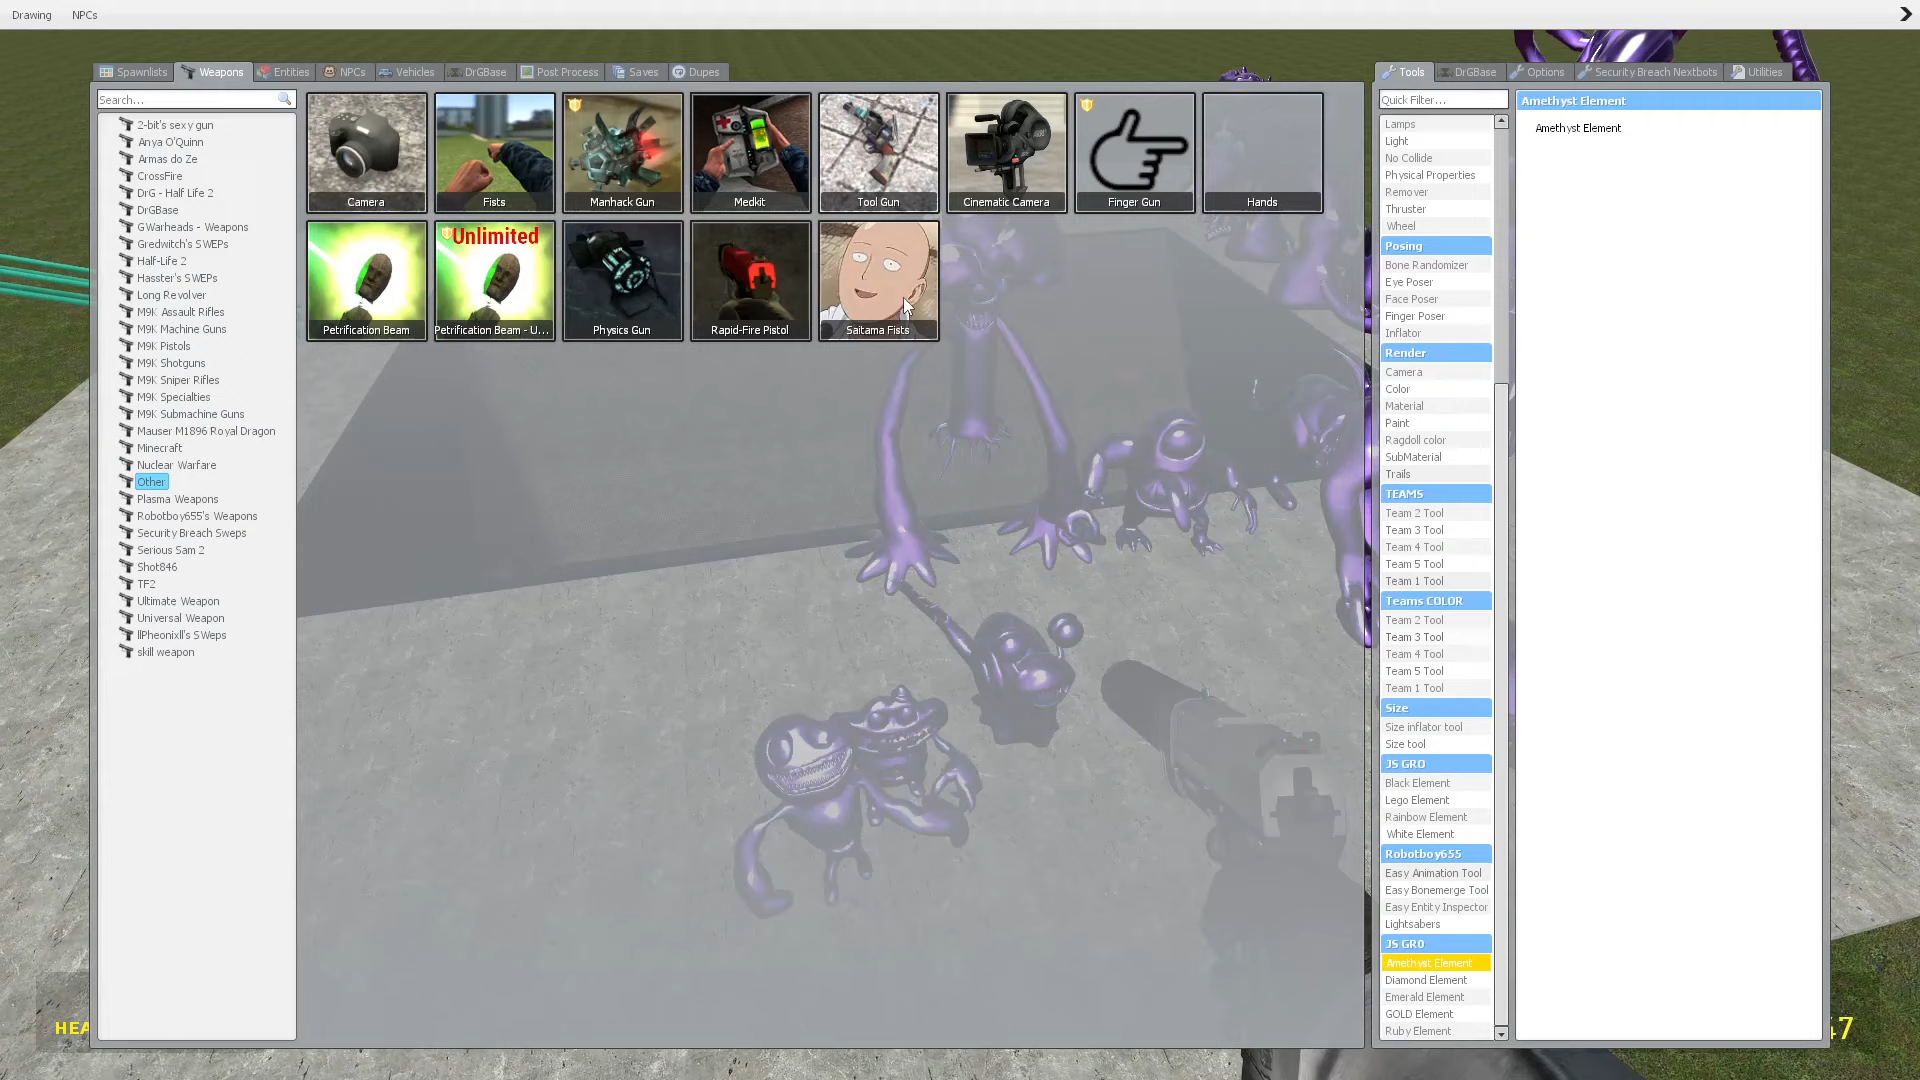 Drawing NPCs
Spawnlists Weapons Entities NPCs Vehicles DrGBase Post Process Saves Dupes
Tools DrGBase Options Security Breach Nextbots Utilities
Search...
2-bit's sexy gun
Anya O'Quinn
Armas do Ze
CrossFire
DrG - Half Life 2
DrGBase
GWarheads - Weapons
Gredwitch's SWEPs
Half-Life 2
Hasster's SWEPs
Long Revolver
M9K Assault Rifles
M9K Machine Guns
M9K Pistols
M9K Shotguns
M9K Sniper Rifles
M9K Specialties
M9K Submachine Guns
Mauser M1896 Royal Dragon
Minecraft
Nuclear Warfare
Other
Plasma Weapons
Robotboy655's Weapons
Security Breach Sweps
Serious Sam 2
Shot846
TF2
Ultimate Weapon
Universal Weapon
llPheonixll's SWeps
skill weapon
Camera Fists Manhack Gun Medkit Tool Gun Cinematic Camera Finger Gun Hands
Unlimited
Petrification Beam Petrification Beam - U... Physics Gun Rapid-Fire Pistol Saitama Fists
Quick Filter...
Lamps
Light
No Collide
Physical Properties
Remover
Thruster
Wheel
Posing
Bone Randomizer
Eye Poser
Face Poser
Finger Poser
Inflator
Render
Camera
Color
Material
Paint
Ragdoll color
SubMaterial
Trails
TEAMS
Team 2 Tool
Team 3 Tool
Team 4 Tool
Team 5 Tool
Team 1 Tool
Teams COLOR
Team 2 Tool
Team 3 Tool
Team 4 Tool
Team 5 Tool
Team 1 Tool
Size
Size inflator tool
Size tool
JS GRO
Black Element
Lego Element
Rainbow Element
White Element
Robotboy655
Easy Animation Tool
Easy Bonemerge Tool
Easy Entity Inspector
Lightsabers
JS GR0
Amethyst Element
Diamond Element
Emerald Element
GOLD Element
Ruby Element
Amethyst Element
Amethyst Element
HEA
47